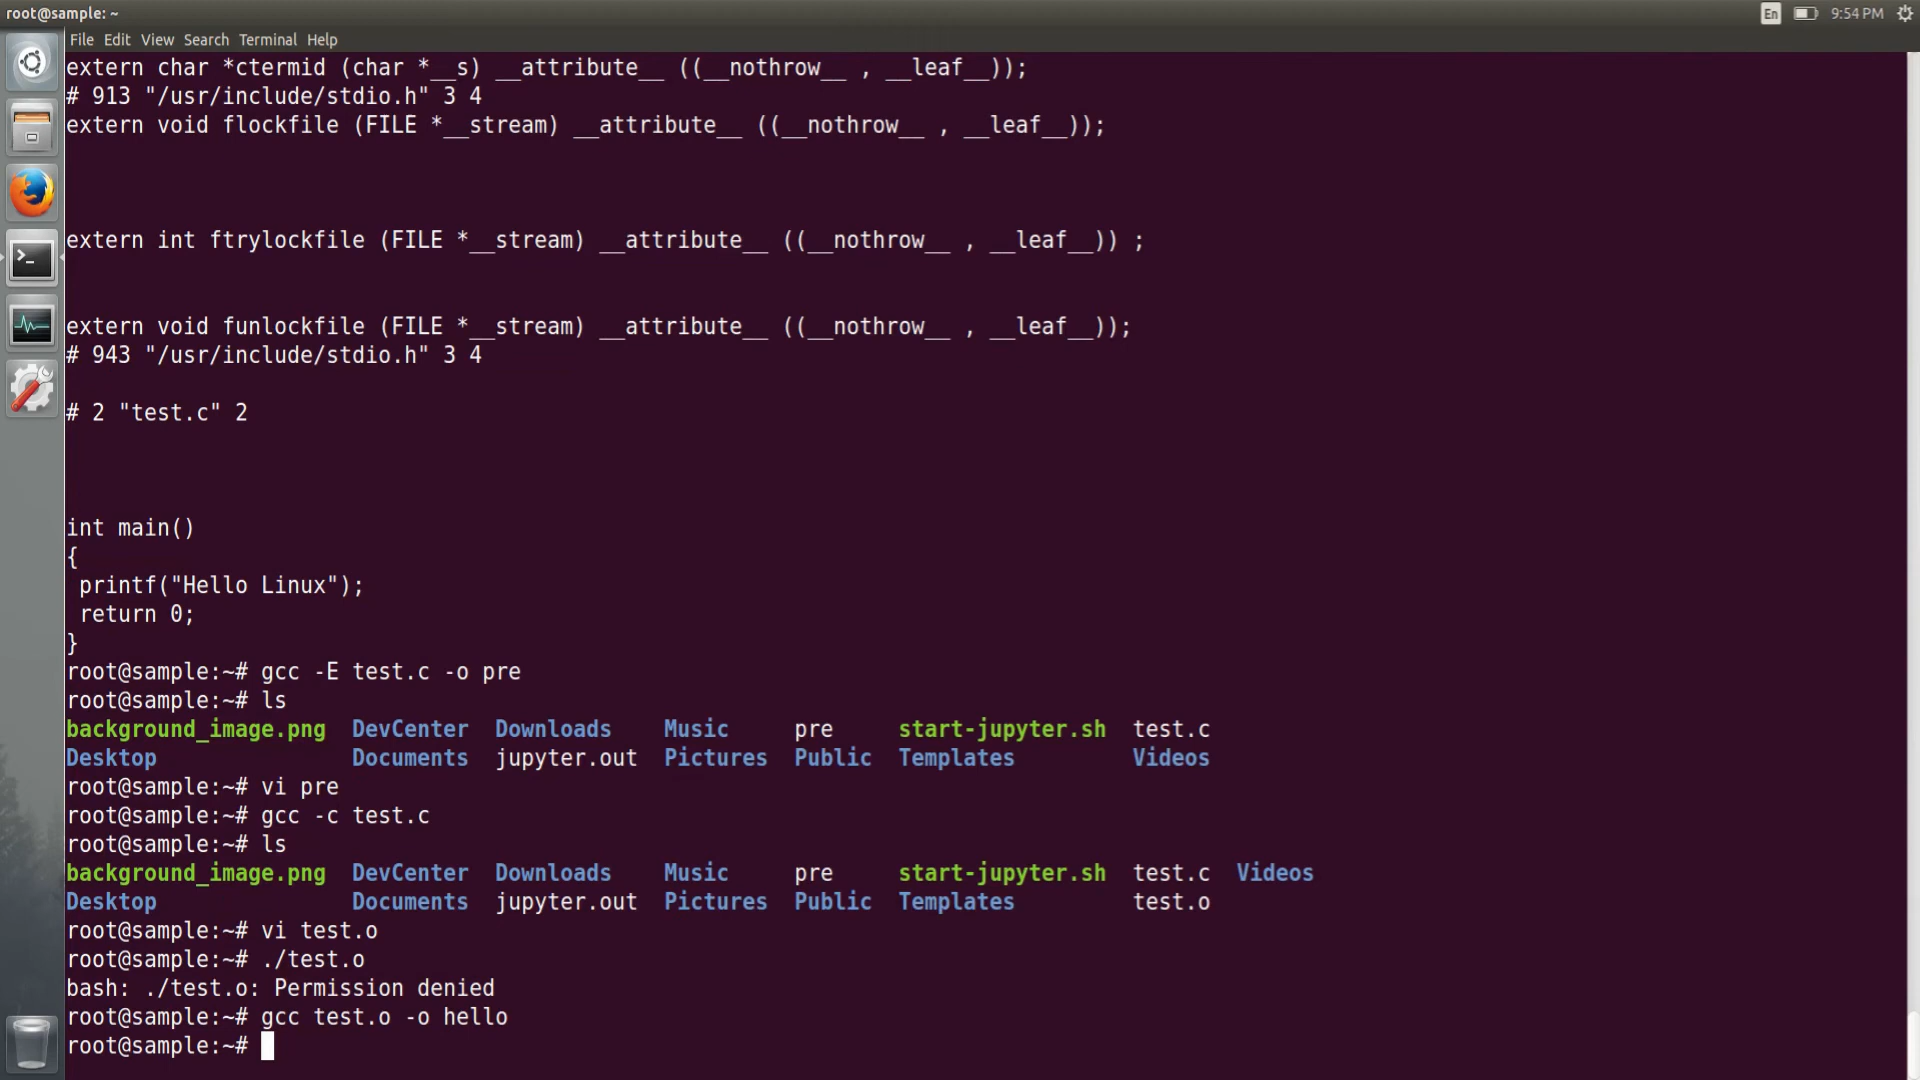 root@sample: ~
En
9:54 PM
File Edit View Search Terminal Help
extern char *ctermid (char *__s) __attribute__ ((__nothrow__ , __leaf__));
# 913 "/usr/include/stdio.h" 3 4
extern void flockfile (FILE *__stream) __attribute__ ((__nothrow__ , __leaf__));
extern int ftrylockfile (FILE *__stream) __attribute__ ((__nothrow__ , __leaf__)) ;
extern void funlockfile (FILE *__stream) __attribute__ ((__nothrow__ , __leaf__));
# 943 "/usr/include/stdio.h" 3 4
# 2 "test.c" 2
int main()
{
 printf("Hello Linux");
 return 0;
}
root@sample:~# gcc -E test.c -o pre
root@sample:~# ls
background_image.png  DevCenter  Downloads    Music     pre     start-jupyter.sh  test.c
Desktop               Documents  jupyter.out  Pictures  Public  Templates         Videos
root@sample:~# vi pre
root@sample:~# gcc -c test.c
root@sample:~# ls
background_image.png  DevCenter  Downloads    Music     pre     start-jupyter.sh  test.c  Videos
Desktop               Documents  jupyter.out  Pictures  Public  Templates         test.o
root@sample:~# vi test.o
root@sample:~# ./test.o
bash: ./test.o: Permission denied
root@sample:~# gcc test.o -o hello
root@sample:~#